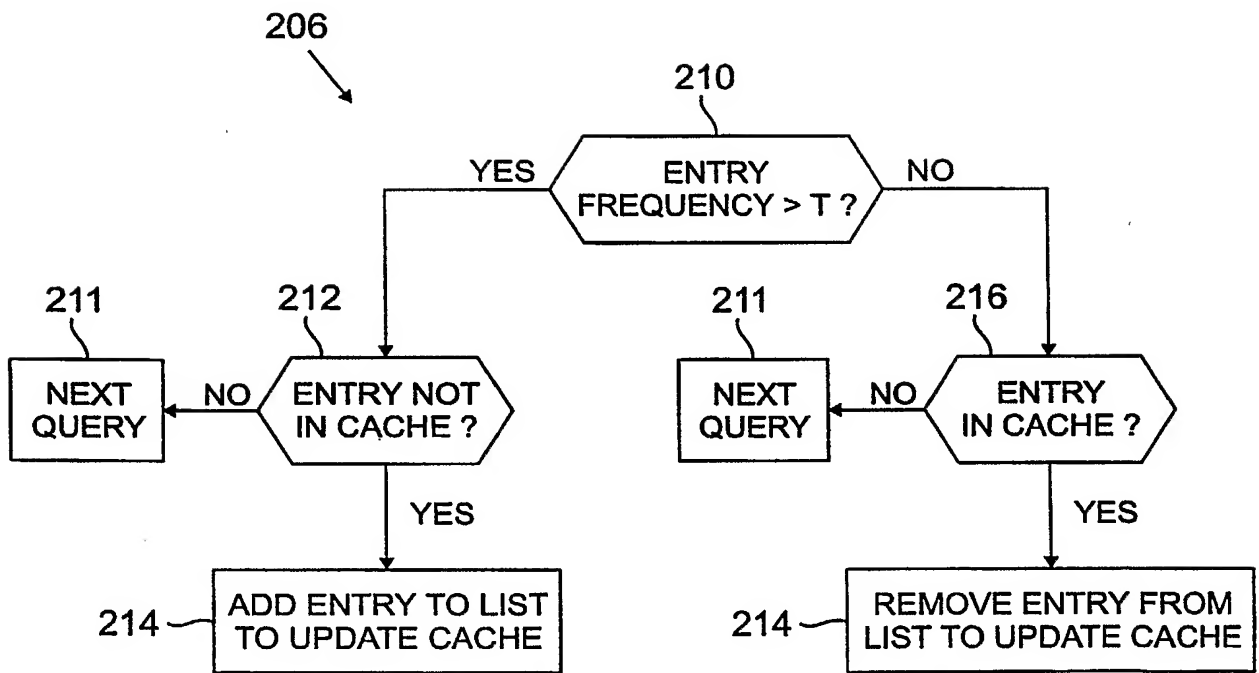 206
210
YES
ENTRY
FREQUENCY > T ?
NO
211
212
211
216
NEXT
QUERY
NO
ENTRY NOT
IN CACHE ?
NEXT
QUERY
NO
ENTRY
IN CACHE ?
YES
YES
214
ADD ENTRY TO LIST
TO UPDATE CACHE
214
REMOVE ENTRY FROM
LIST TO UPDATE CACHE